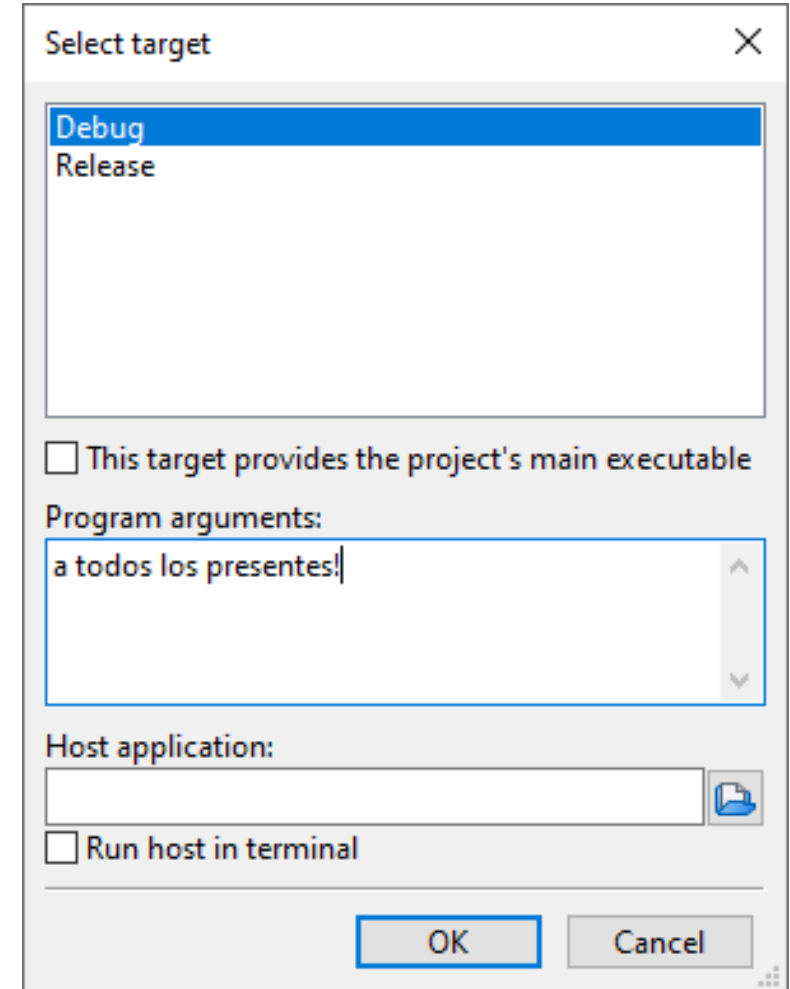 Select target
Debug
Release
This target provides the project's main executable
Program arguments:
a todos los presentes!
Host application:
Run host in terminal
OK
Cancel